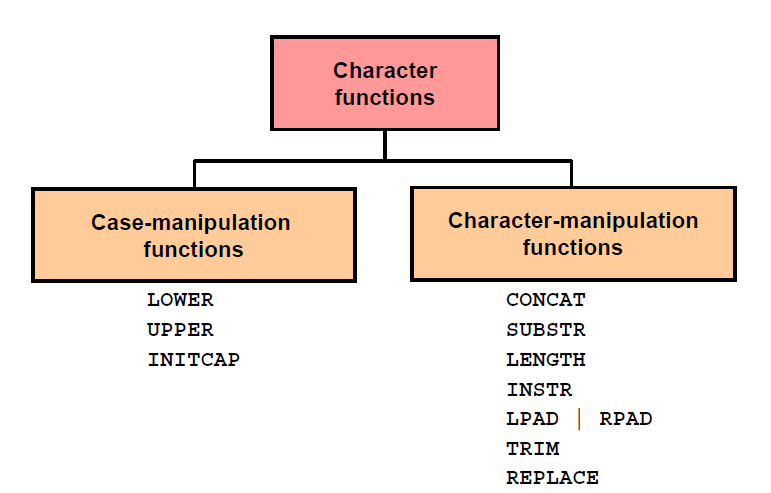 Character
functions
Case-manipulation
functions
LOWER
UPPER
INITCAP
Character-manipulation
functions
CONCAT
SUBSTR
LENGTH
INSTR
LPAD | RPAD
TRIM
REPLACE